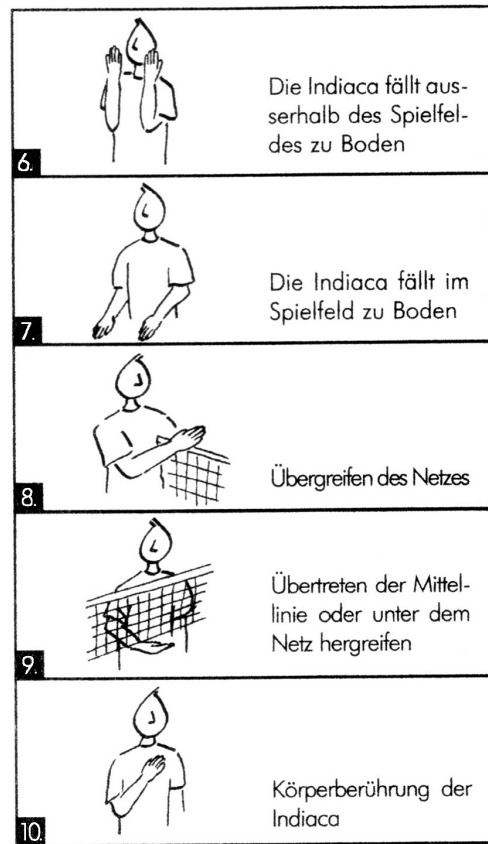 6.
Die Indiaca fällt aus-
serhalb des Spielfel-
des zu Boden
7.
Die Indiaca fällt im
Spielfeld zu Boden
8.
Übergreifen des Netzes
9.
Übertreten der Mittel-
linie oder unter dem
Netz hergreifen
10.
Körperberührung der
Indiaca